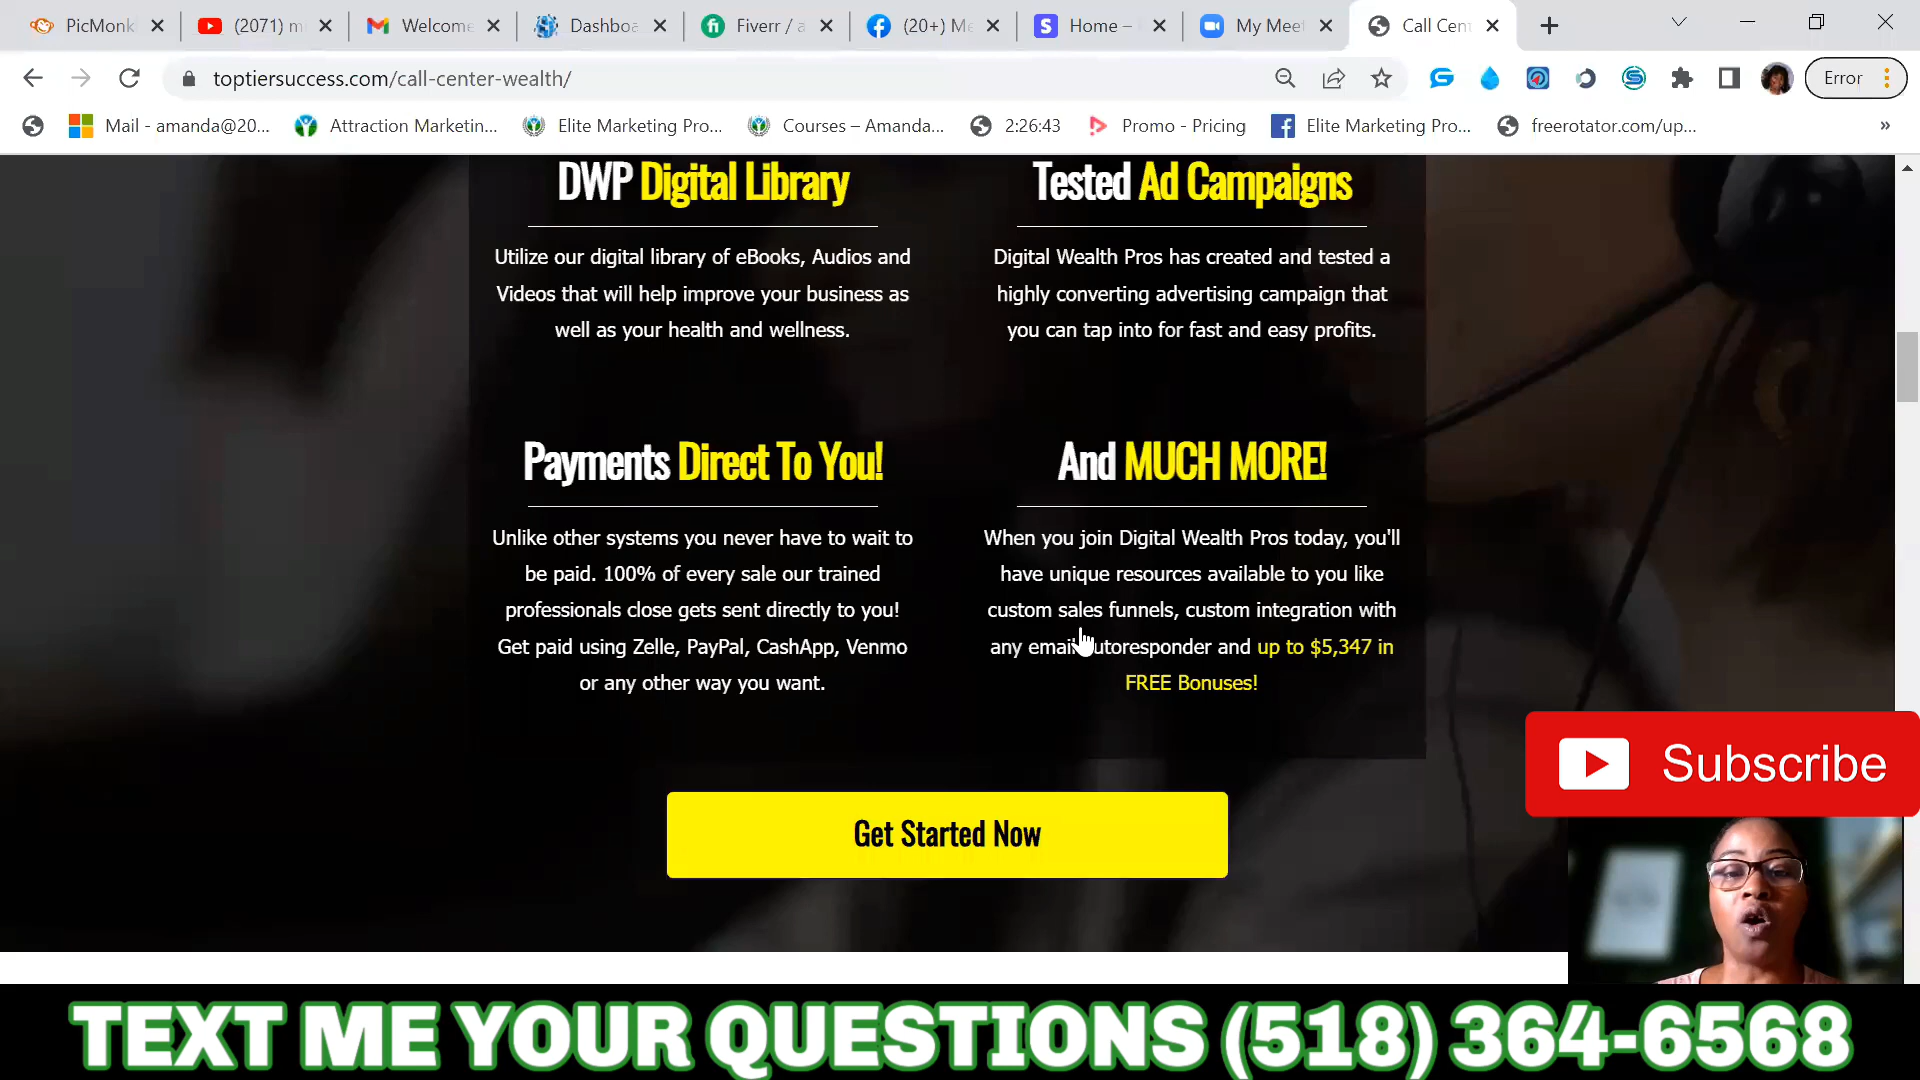 PicMonk
(2071) m
Welcome
Dashboa
Fiverr / a
(20+) Me
Home –
My Meet
Call Cent
toptiersuccess.com/call-center-wealth/
Error
Mail - amanda@20...
Attraction Marketin...
Elite Marketing Pro...
Courses – Amanda...
2:26:43
Promo - Pricing
Elite Marketing Pro...
freerotator.com/up...
»
DWP Digital Library
Utilize our digital library of eBooks, Audios and
Videos that will help improve your business as
well as your health and wellness.
Tested Ad Campaigns
Digital Wealth Pros has created and tested a
highly converting advertising campaign that
you can tap into for fast and easy profits.
Payments Direct To You!
Unlike other systems you never have to wait to
be paid. 100% of every sale our trained
professionals close gets sent directly to you!
Get paid using Zelle, PayPal, CashApp, Venmo
or any other way you want.
And MUCH MORE!
When you join Digital Wealth Pros today, you'll
have unique resources available to you like
custom sales funnels, custom integration with
any email autoresponder and up to $5,347 in
FREE Bonuses!
Get Started Now
Subscribe
TEXT ME YOUR QUESTIONS (518) 364-6568